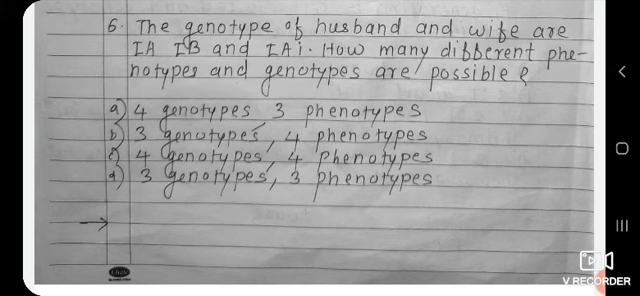 6. The genotype of husband and wife are
IA IB and IA i. How many different phe-
notypes and genotypes are possible?
a) 4 genotypes 3 phenotypes
b) 3 genotypes, 4 phenotypes
c) 4 genotypes, 4 phenotypes
d) 3 genotypes, 3 phenotypes
→
V RECORDER